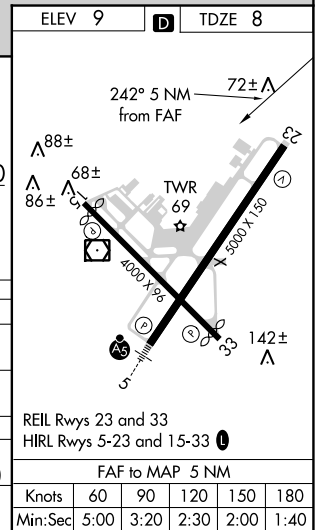 ELEV 9
D
TDZE 8
242° 5 NM
from FAF
72±
88±
86±
68±
15
TWR
69
23
V
5000 X 150
X
4000 X 96
P
P
P
A5
5
33
142±
REIL Rwys 23 and 33
HIRL Rwys 5-23 and 15-33 L
FAF to MAP 5 NM
Knots 60 90 120 150 180
Min:Sec 5:00 3:20 2:30 2:00 1:40